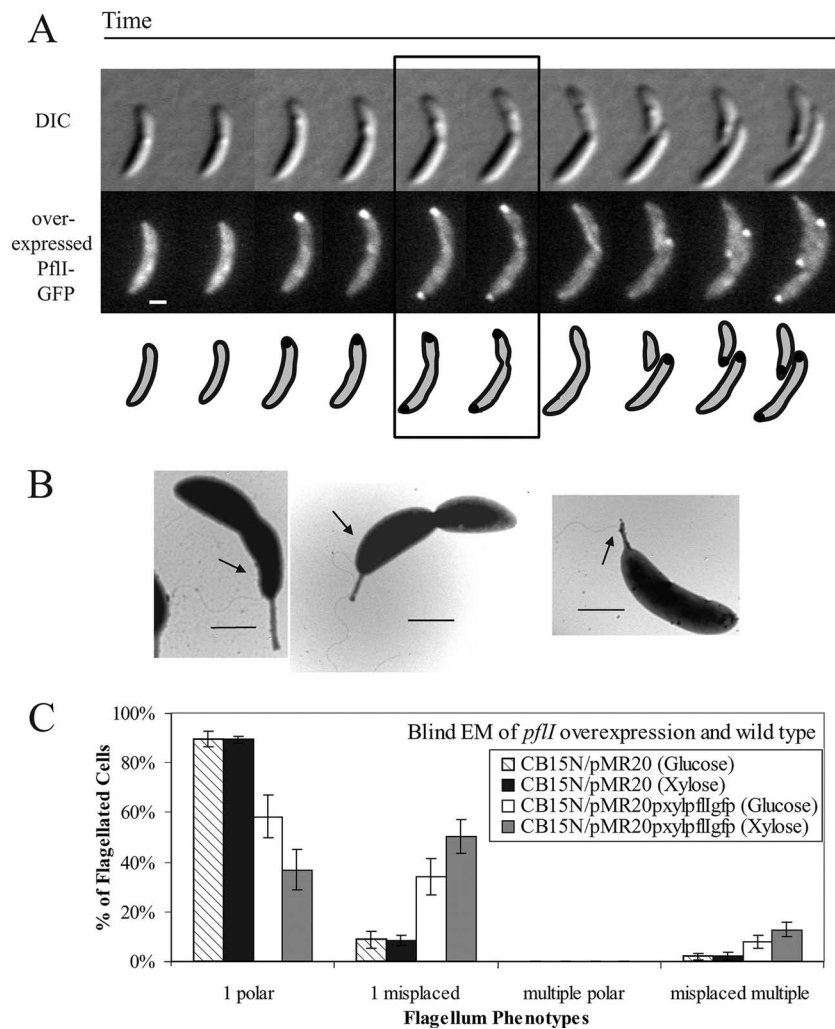 A
Time
DIC
over-
expressed
PflI-
GFP
B
C
Blind EM of pflI overexpression and wild type
CB15N/pMR20 (Glucose)
CB15N/pMR20 (Xylose)
CB15N/pMR20pxylpflIgfp (Glucose)
CB15N/pMR20pxylpflIgfp (Xylose)
% of Flagellated Cells
100%
80%
60%
40%
20%
0%
1 polar
1 misplaced
multiple polar
misplaced multiple
Flagellum Phenotypes